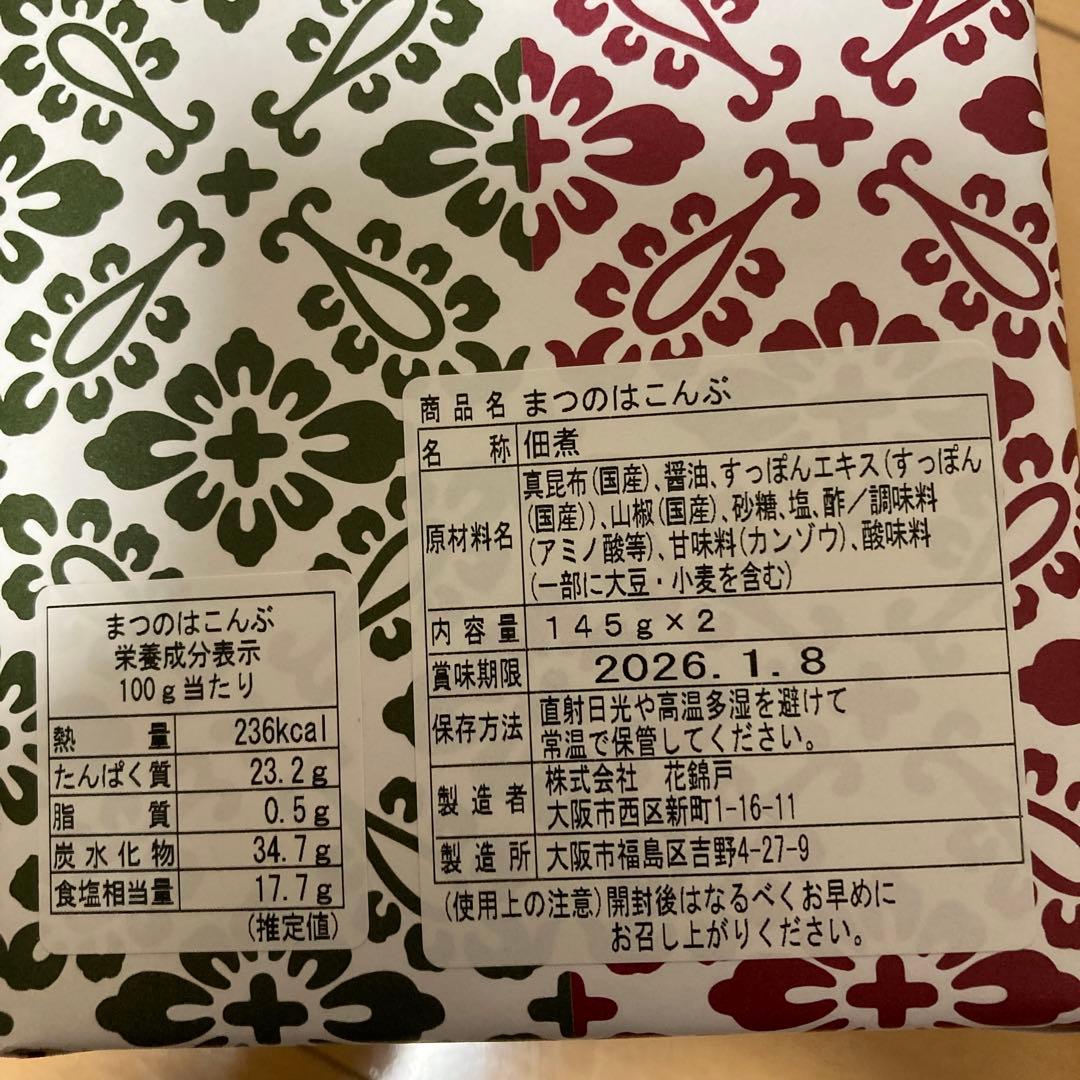 商品名 まつのはこんぶ
名称 佃煮
原材料名 真昆布(国産)、醤油、すっぽんエキス(すっぽん
(国産))、山椒(国産)、砂糖、塩、酢／調味料
(アミノ酸等)、甘味料(カンゾウ)、酸味料
(一部に大豆・小麦を含む)
内容量 145g×2
賞味期限 2026.1.8
保存方法 直射日光や高温多湿を避けて
常温で保管してください。
製造者 株式会社 花錦戸
大阪市西区新町1-16-11
製造所 大阪市福島区吉野4-27-9
(使用上の注意)開封後はなるべくお早めに
お召し上がりください。
まつのはこんぶ
栄養成分表示
100g当たり
熱量 236kcal
たんぱく質 23.2g
脂質 0.5g
炭水化物 34.7g
食塩相当量 17.7g
(推定値)